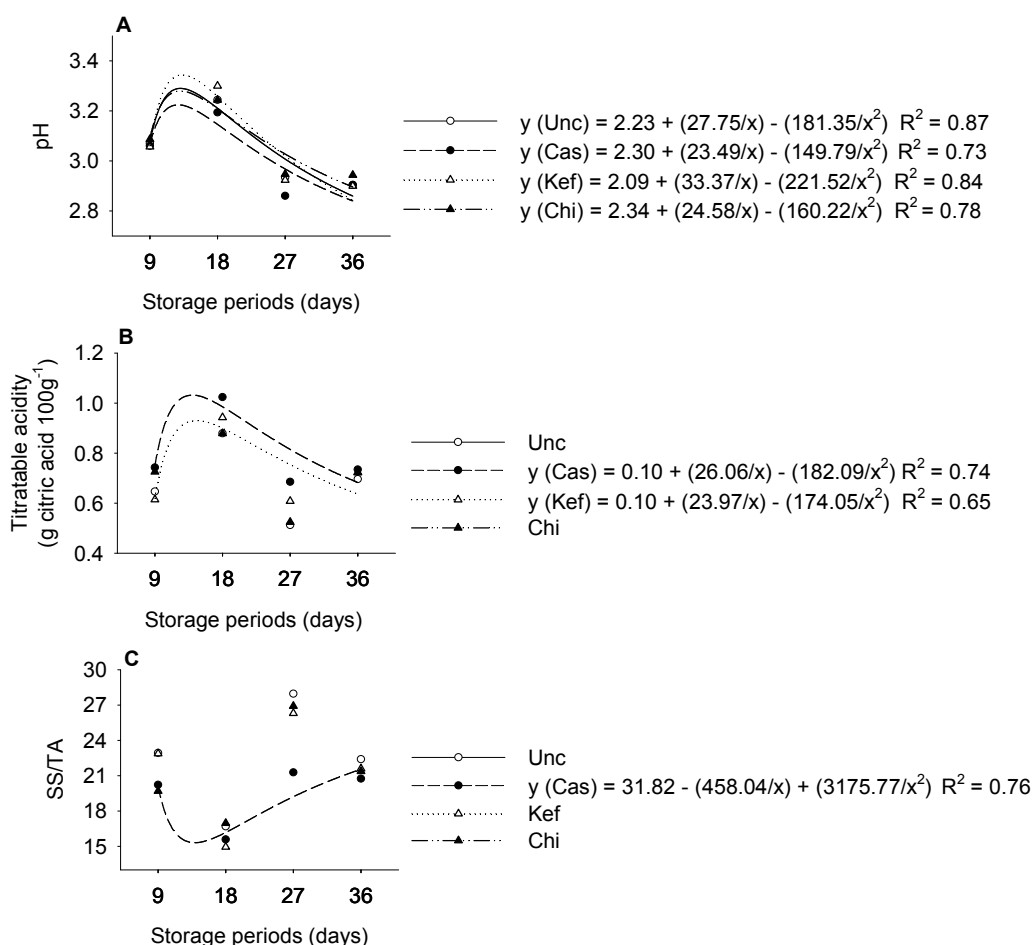 A
pH
3.4
3.2
3.0
2.8
9 18 27 36
Storage periods (days)
y (Unc) = 2.23 + (27.75/x) - (181.35/x²) R² = 0.87
y (Cas) = 2.30 + (23.49/x) - (149.79/x²) R² = 0.73
y (Kef) = 2.09 + (33.37/x) - (221.52/x²) R² = 0.84
y (Chi) = 2.34 + (24.58/x) - (160.22/x²) R² = 0.78
B
Titratable acidity
(g citric acid 100g⁻¹)
1.2
1.0
0.8
0.6
0.4
9 18 27 36
Storage periods (days)
Unc
y (Cas) = 0.10 + (26.06/x) - (182.09/x²) R² = 0.74
y (Kef) = 0.10 + (23.97/x) - (174.05/x²) R² = 0.65
Chi
C
SS/TA
30
27
24
21
18
15
9 18 27 36
Storage periods (days)
Unc
y (Cas) = 31.82 - (458.04/x) + (3175.77/x²) R² = 0.76
Kef
Chi